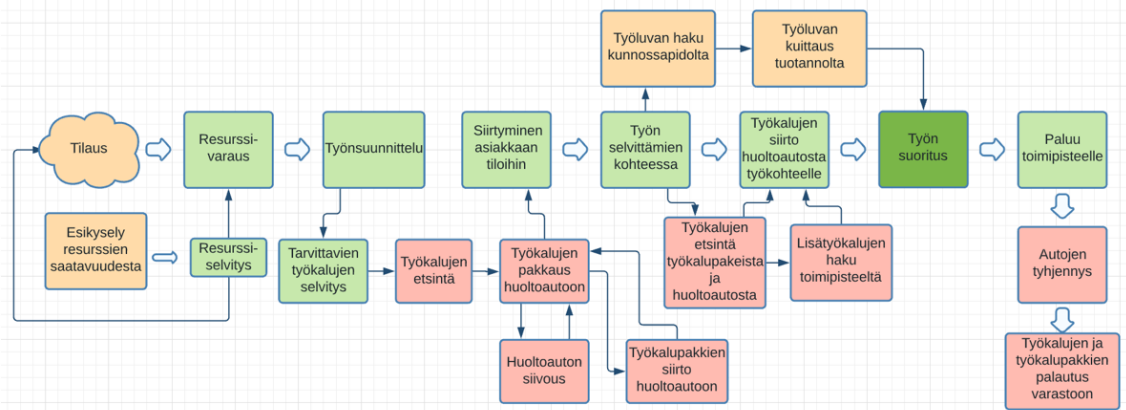 Työluvan haku
kunnossapidolta
Työluvan
kuittaus
tuotannolta
Tilaus
Resurssi-
varaus
Työnsuunnittelu
Siirtyminen
asiakkaan
tiloihin
Työn
selvittämien
kohteessa
Työkalujen
siirto
huoltoautosta
työkohteelle
Työn
suoritus
Paluu
toimipisteelle
Esikysely
resurssien
saatavuudesta
Resurssi-
selvitys
Tarvittavien
työkalujen
selvitys
Työkalujen
etsintä
Työkalujen
pakkaus
huoltoautoon
Työkalujen
etsintä
työkalupakeista
ja
huoltoautosta
Lisätyökalujen
haku
toimipisteeltä
Autojen
tyhjennys
Huoltoauton
siivous
Työkalupakkien
siirto
huoltoautoon
Työkalujen ja
työkalupakkien
palautus
varastoon